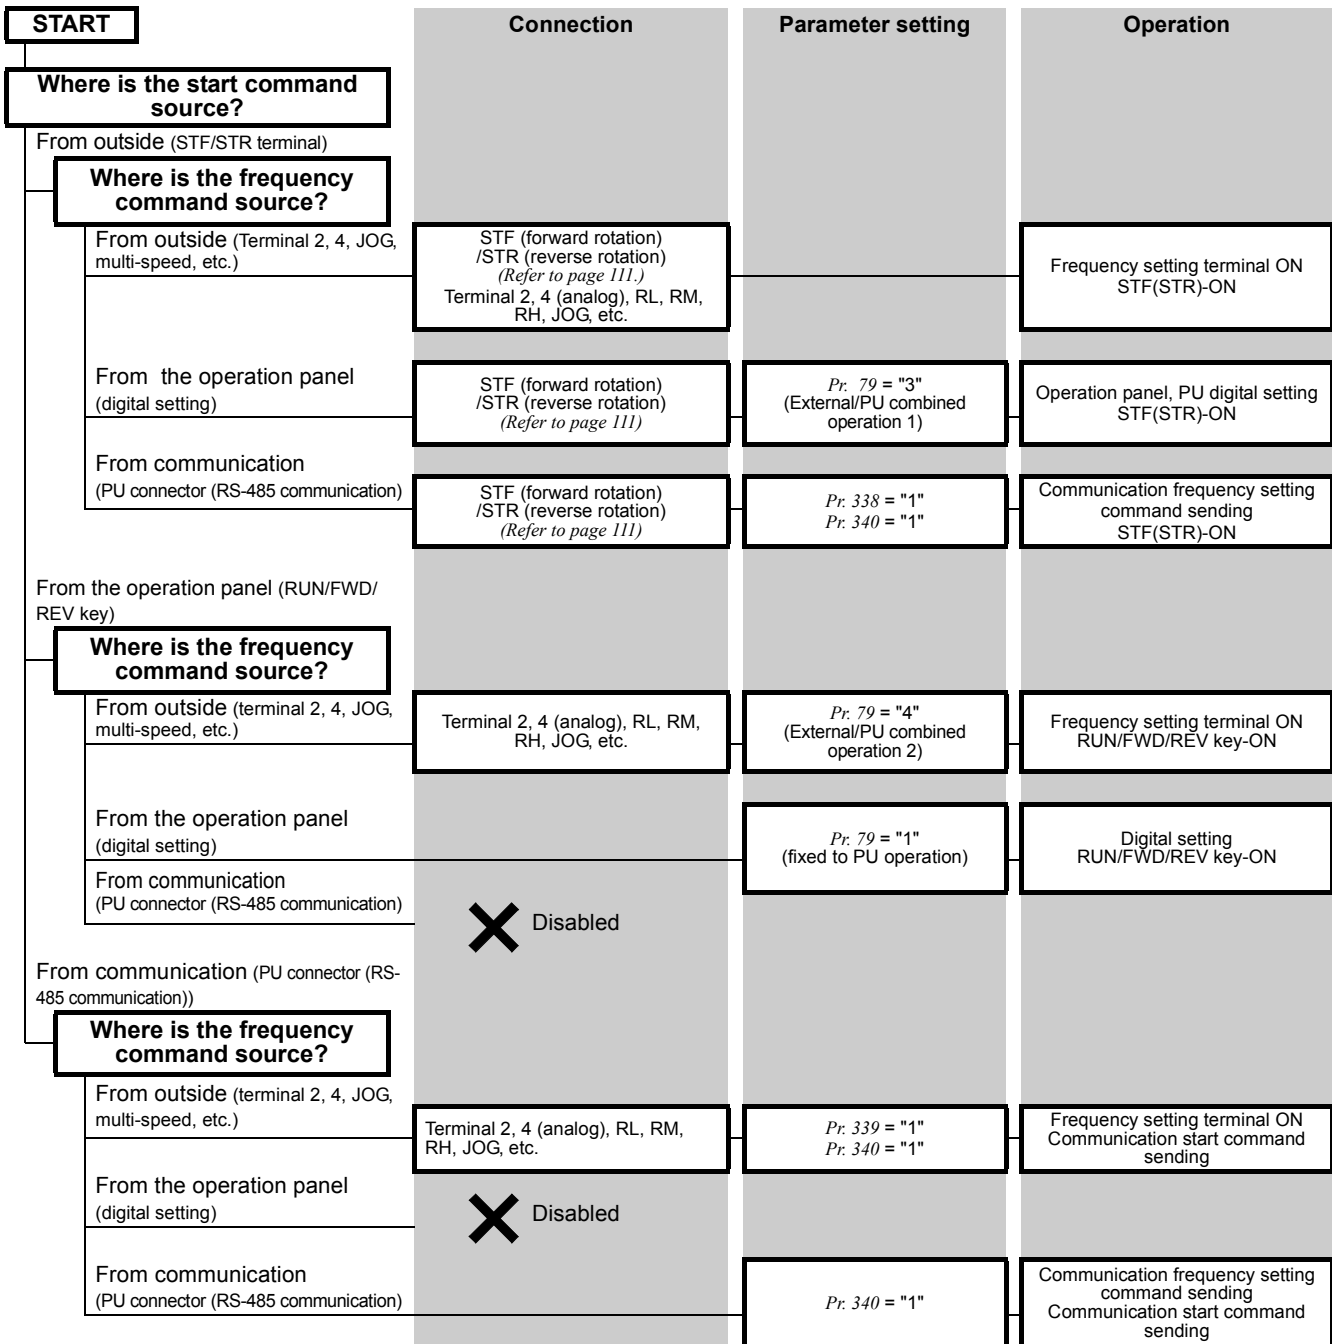 START
Connection
Parameter setting
Operation
Where is the start command
source?
From outside (STF/STR terminal)
Where is the frequency
command source?
From outside (Terminal 2, 4, JOG,
multi-speed, etc.)
STF (forward rotation)
/STR (reverse rotation)
(Refer to page 111.)
Terminal 2, 4 (analog), RL, RM,
RH, JOG, etc.
Frequency setting terminal ON
STF(STR)-ON
From the operation panel
(digital setting)
STF (forward rotation)
/STR (reverse rotation)
(Refer to page 111)
Pr. 79 = "3"
(External/PU combined
operation 1)
Operation panel, PU digital setting
STF(STR)-ON
From communication
(PU connector (RS-485 communication)
STF (forward rotation)
/STR (reverse rotation)
(Refer to page 111)
Pr. 338 = "1"
Pr. 340 = "1"
Communication frequency setting
command sending
STF(STR)-ON
From the operation panel (RUN/FWD/
REV key)
Where is the frequency
command source?
From outside (terminal 2, 4, JOG,
multi-speed, etc.)
Terminal 2, 4 (analog), RL, RM,
RH, JOG, etc.
Pr. 79 = "4"
(External/PU combined
operation 2)
Frequency setting terminal ON
RUN/FWD/REV key-ON
From the operation panel
(digital setting)
Pr. 79 = "1"
(fixed to PU operation)
Digital setting
RUN/FWD/REV key-ON
From communication
(PU connector (RS-485 communication)
Disabled
From communication (PU connector (RS-
485 communication))
Where is the frequency
command source?
From outside (terminal 2, 4, JOG,
multi-speed, etc.)
Terminal 2, 4 (analog), RL, RM,
RH, JOG, etc.
Pr. 339 = "1"
Pr. 340 = "1"
Frequency setting terminal ON
Communication start command
sending
From the operation panel
(digital setting)
Disabled
From communication
(PU connector (RS-485 communication)
Pr. 340 = "1"
Communication frequency setting
command sending
Communication start command
sending